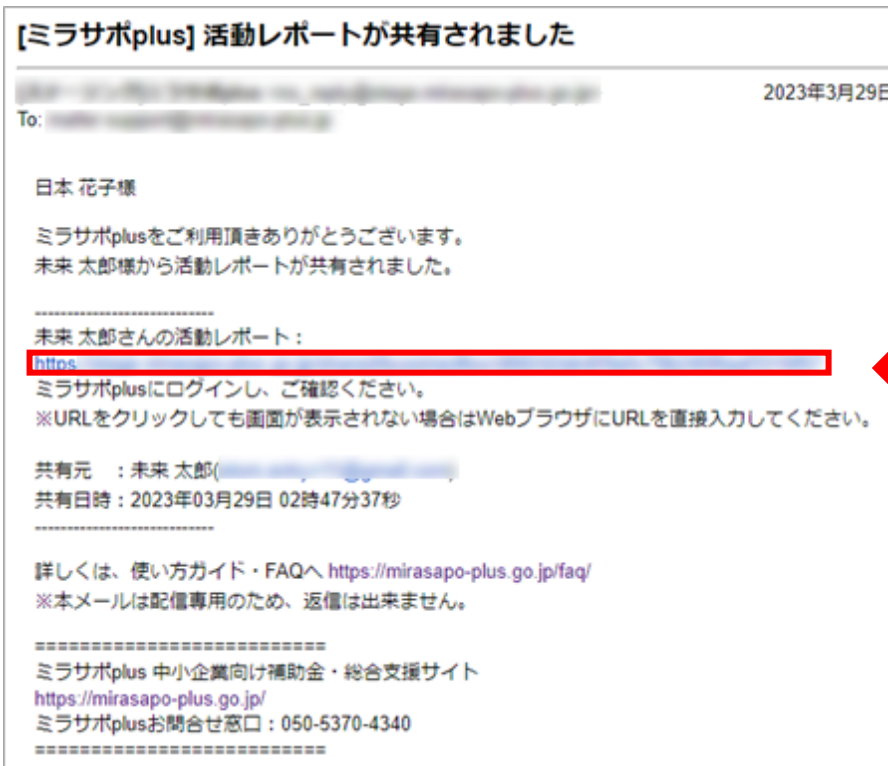 [ミラサポplus] 活動レポートが共有されました
2023年3月29日
To:
日本 花子様
ミラサポplusをご利用頂きありがとうございます。
未来 太郎様から活動レポートが共有されました。
----------------------------
未来 太郎さんの活動レポート：
https
ミラサポplusにログインし、ご確認ください。
※URLをクリックしても画面が表示されない場合はWebブラウザにURLを直接入力してください。
共有元　：未来 太郎(
共有日時：2023年03月29日 02時47分37秒
----------------------------
詳しくは、使い方ガイド・FAQへ https://mirasapo-plus.go.jp/faq/
※本メールは配信専用のため、返信は出来ません。
==========================
ミラサポplus 中小企業向け補助金・総合支援サイト
https://mirasapo-plus.go.jp/
ミラサポplusお問合せ窓口：050-5370-4340
==========================